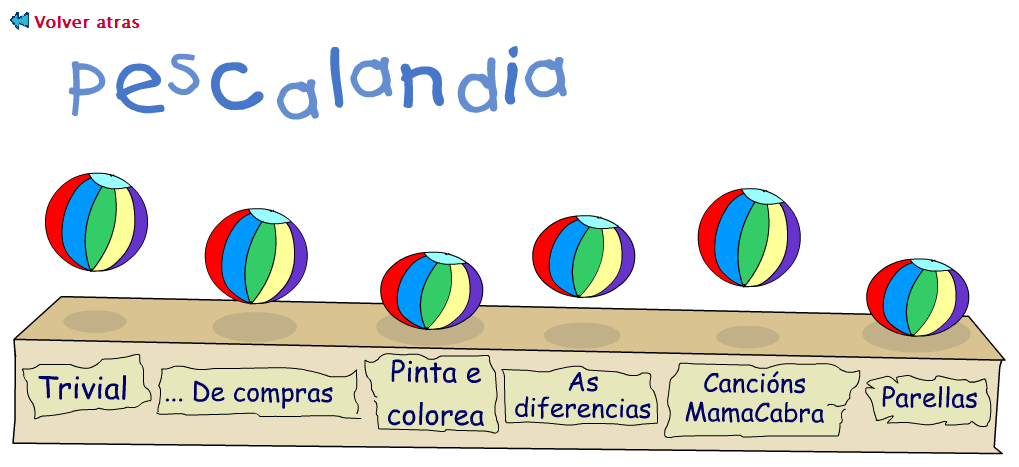 Volver atras
pescalandia
Trivial
... De compras
Pinta e
colorea
As
diferencias
Cancións
MamaCabra
Parellas